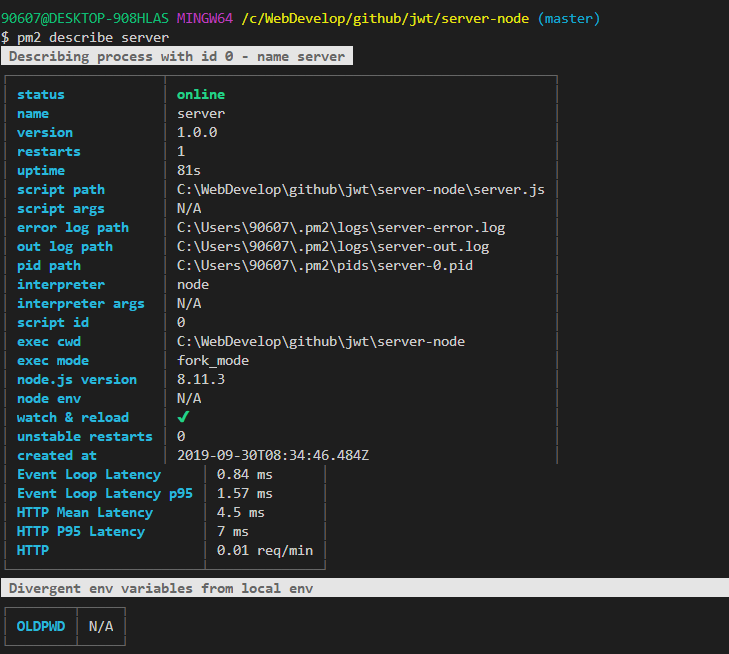 90607@DESKTOP-908HLAS MINGW64 /c/WebDevelop/github/jwt/server-node (master)
$ pm2 describe server
Describing process with id 0 - name server
status online
name server
version 1.0.0
restarts 1
uptime 81s
script path C:\WebDevelop\github\jwt\server-node\server.js
script args N/A
error log path C:\Users\90607\.pm2\logs\server-error.log
out log path C:\Users\90607\.pm2\logs\server-out.log
pid path C:\Users\90607\.pm2\pids\server-0.pid
interpreter node
interpreter args N/A
script id 0
exec cwd C:\WebDevelop\github\jwt\server-node
exec mode fork_mode
node.js version 8.11.3
node env N/A
watch & reload ✔
unstable restarts 0
created at 2019-09-30T08:34:46.484Z
Event Loop Latency 0.84 ms
Event Loop Latency p95 1.57 ms
HTTP Mean Latency 4.5 ms
HTTP P95 Latency 7 ms
HTTP 0.01 req/min
Divergent env variables from local env
OLDPWD N/A